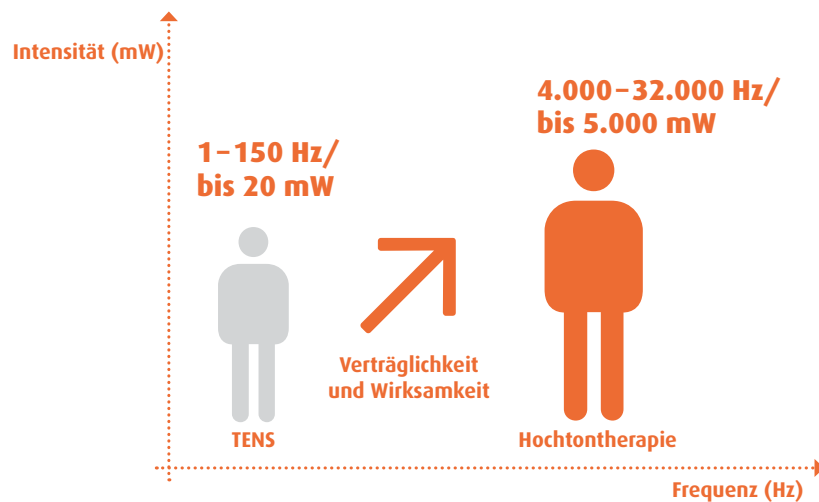 Intensität (mW)
4.000–32.000 Hz/
bis 5.000 mW
1–150 Hz/
bis 20 mW
Verträglichkeit
und Wirksamkeit
TENS
Hochtontherapie
Frequenz (Hz)